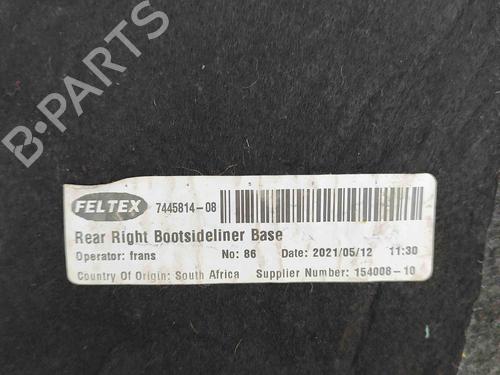 B-PARTS
FELTEX 7445814-08
Rear Right Bootsideliner Base
Operator: frans No: 86 Date: 2021/05/12 11:30
Country Of Origin: South Africa Supplier Number: 154008-10